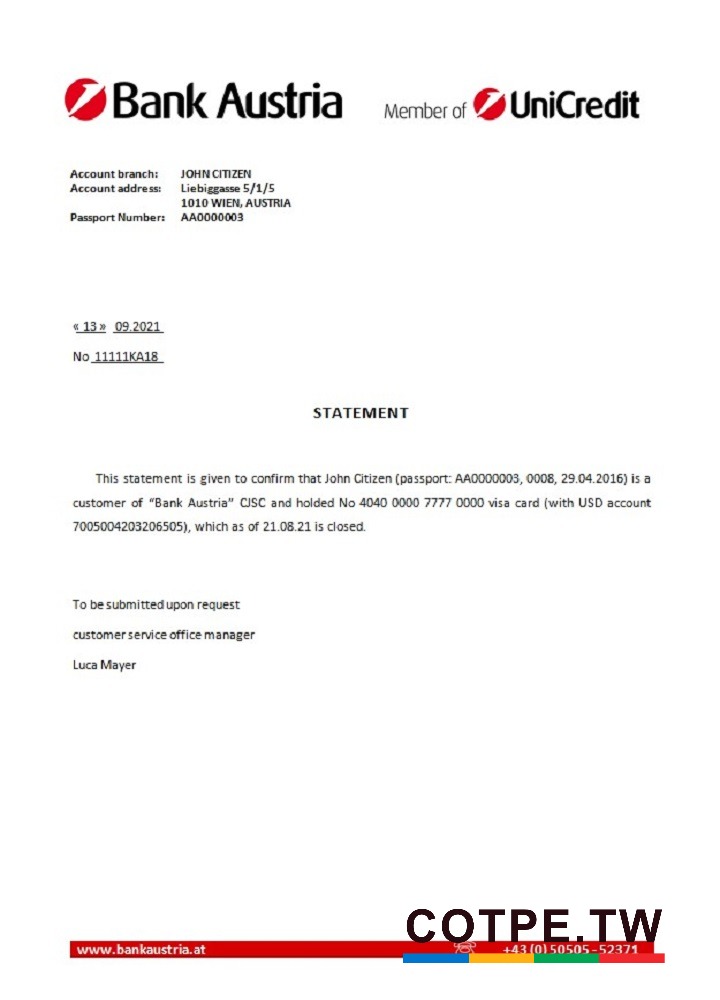 Bank Austria Member of UniCredit
Account branch: JOHN CITIZEN
Account address: Liebiggasse 5/1/5
1010 WIEN, AUSTRIA
Passport Number: AA0000003
« 13 » 09.2021
No 11111KA18
STATEMENT
This statement is given to confirm that John Citizen (passport: AA0000003, 0008, 29.04.2016) is a
customer of “Bank Austria” CJSC and holded No 4040 0000 7777 0000 visa card (with USD account
7005004203206505), which as of 21.08.21 is closed.
To be submitted upon request
customer service office manager
Luca Mayer
COTPE.TW
www.bankaustria.at ☏ +43 (0) 50505 - 52371